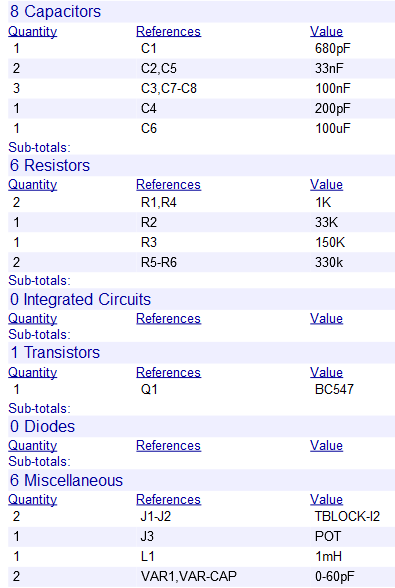 8 Capacitors
Quantity References Value
1 C1 680pF
2 C2,C5 33nF
3 C3,C7-C8 100nF
1 C4 200pF
1 C6 100uF
Sub-totals:
6 Resistors
Quantity References Value
2 R1,R4 1K
1 R2 33K
1 R3 150K
2 R5-R6 330k
Sub-totals:
0 Integrated Circuits
Quantity References Value
Sub-totals:
1 Transistors
Quantity References Value
1 Q1 BC547
Sub-totals:
0 Diodes
Quantity References Value
Sub-totals:
6 Miscellaneous
Quantity References Value
2 J1-J2 TBLOCK-I2
1 J3 POT
1 L1 1mH
2 VAR1,VAR-CAP 0-60pF